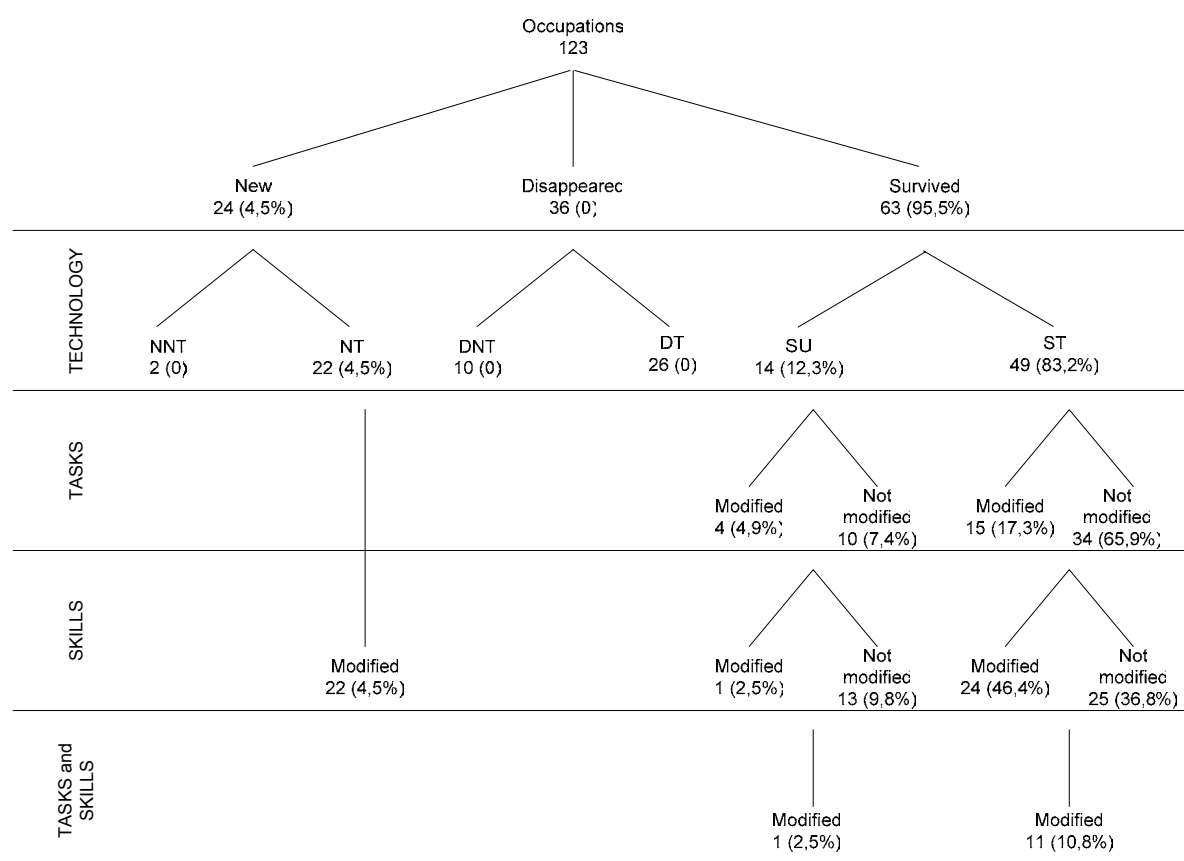 Occupations
123
New
24 (4,5%)
Disappeared
36 (0)
Survived
63 (95,5%)
TECHNOLOGY
NNT
2 (0)
NT
22 (4,5%)
DNT
10 (0)
DT
26 (0)
SU
14 (12,3%)
ST
49 (83,2%)
TASKS
Modified
4 (4,9%)
Not
modified
10 (7,4%)
Modified
15 (17,3%)
Not
modified
34 (65,9%)
SKILLS
Modified
22 (4,5%)
Modified
1 (2,5%)
Not
modified
13 (9,8%)
Modified
24 (46,4%)
Not
modified
25 (36,8%)
TASKS and
SKILLS
Modified
1 (2,5%)
Modified
11 (10,8%)